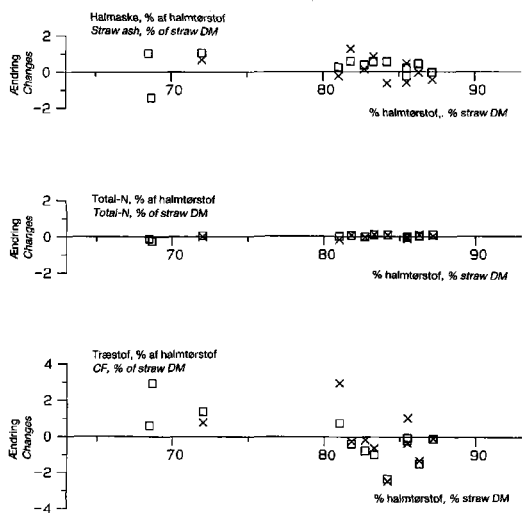 Halmaske, % af halmtørstof
Straw ash, % of straw DM
Ændring
Changes
2
0
-2
70
80
90
% halmtørstof,. % straw DM
Total-N, % af halmtørstof
Total-N, % of straw DM
Ændring
Changes
2
0
-2
70
80
90
% halmtørstof, % straw DM
Træstof, % af halmtørstof
CF, % of straw DM
Ændring
Changes
4
2
0
-2
-4
70
80
90
% halmtørstof, % straw DM